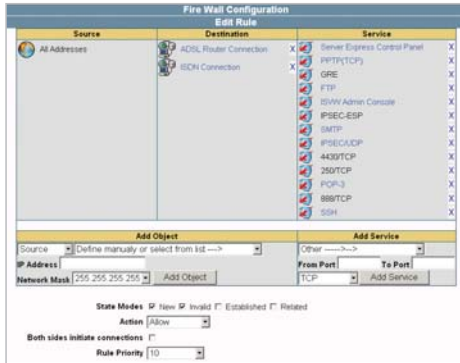 Fire Wall Configuration
Edit Rule
Source Destination Service
All Addresses
ADSL Router Connection X
ISDN Connection X
Server Express Control Panel X
PPTP(TCP) X
GRE X
FTP X
ISVW Admin Console X
IPSEC-ESP X
SMTP X
IPSEC/UDP X
4430/TCP X
250/TCP X
POP-3 X
888/TCP X
SSH X
Add Object Add Service
Source Define manualy or select from list ---->
Other ------>-->
IP Address From Port To Port
Network Mask 255.255.255.255 Add Object TCP Add Service
State Modes New Invalid Established Related
Action Allow
Both sides initiate connections
Rule Priority 10